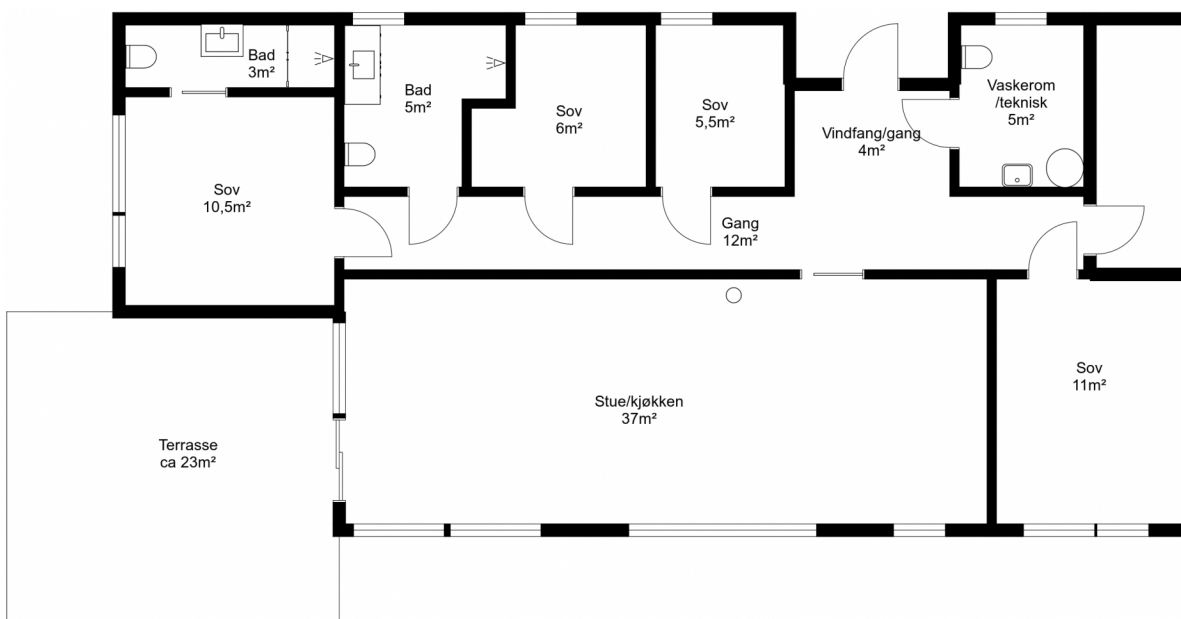 Bad
3m²
Bad
5m²
Sov
6m²
Sov
5,5m²
Vindfang/gang
4m²
Vaskerom
/teknisk
5m²
Sov
10,5m²
Gang
12m²
Stue/kjøkken
37m²
Sov
11m²
Terrasse
ca 23m²